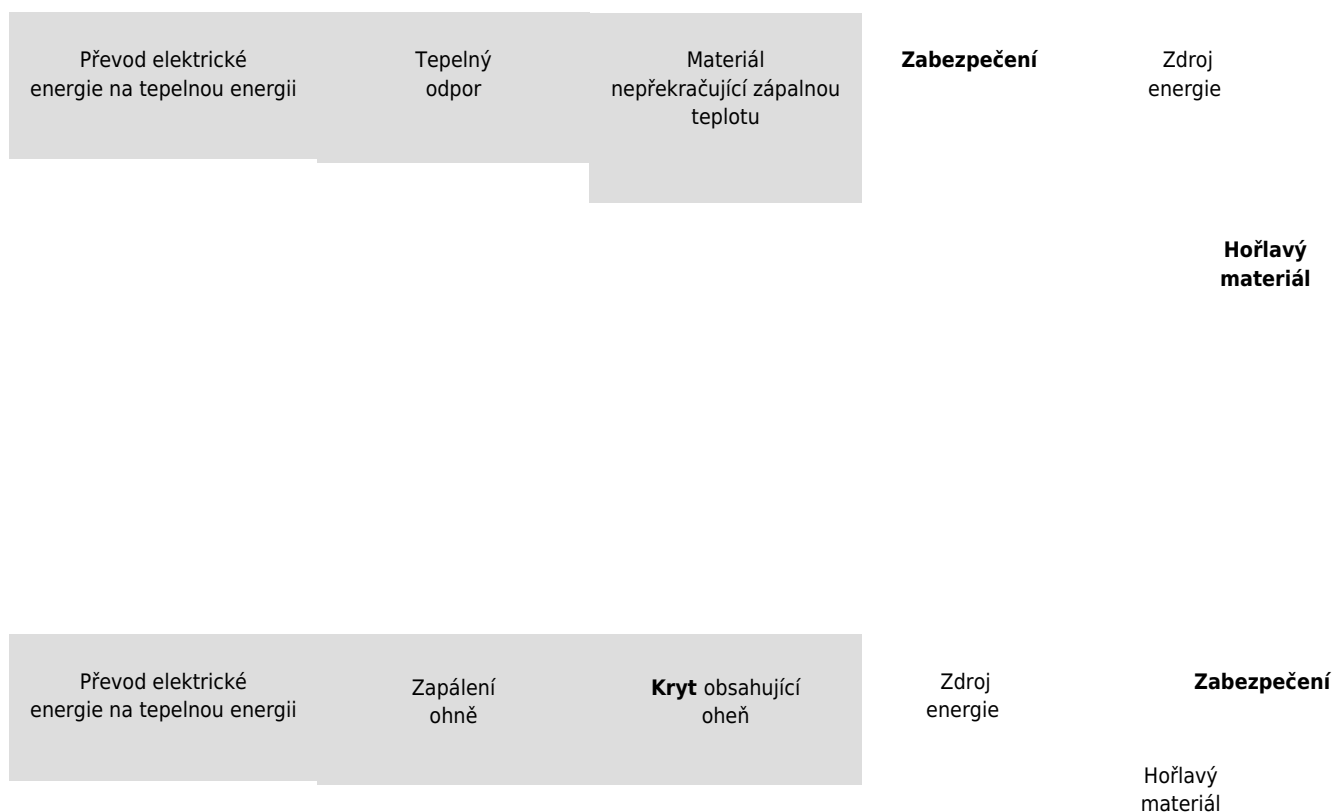 Převod elektrické
energie na tepelnou energii
Tepelný
odpor
Materiál
nepřekračující zápalnou
teplotu
Zabezpečení
Zdroj
energie
Hořlavý
materiál
Převod elektrické
energie na tepelnou energii
Zapálení
ohně
Kryt obsahující
oheň
Zdroj
energie
Zabezpečení
Hořlavý
materiál